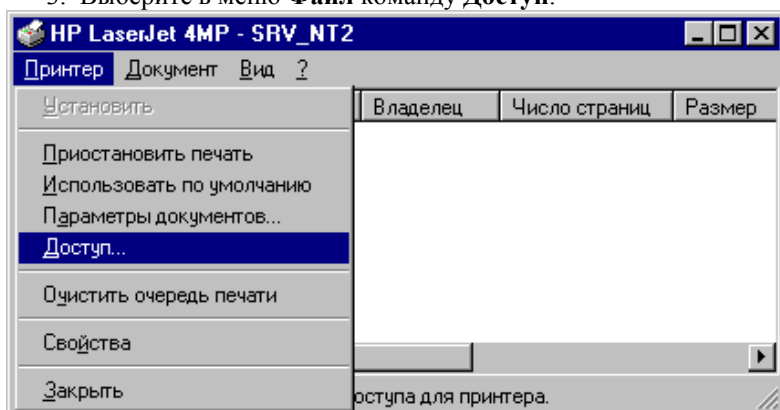 3. Выберите в меню Файл команду Доступ.
HP LaserJet 4MP - SRV_NT2
Принтер Документ Вид ?
Установить
Владелец Число страниц Размер
Приостановить печать
Использовать по умолчанию
Параметры документов...
Доступ...
Очистить очередь печати
Свойства
Закрыть
для принтера.